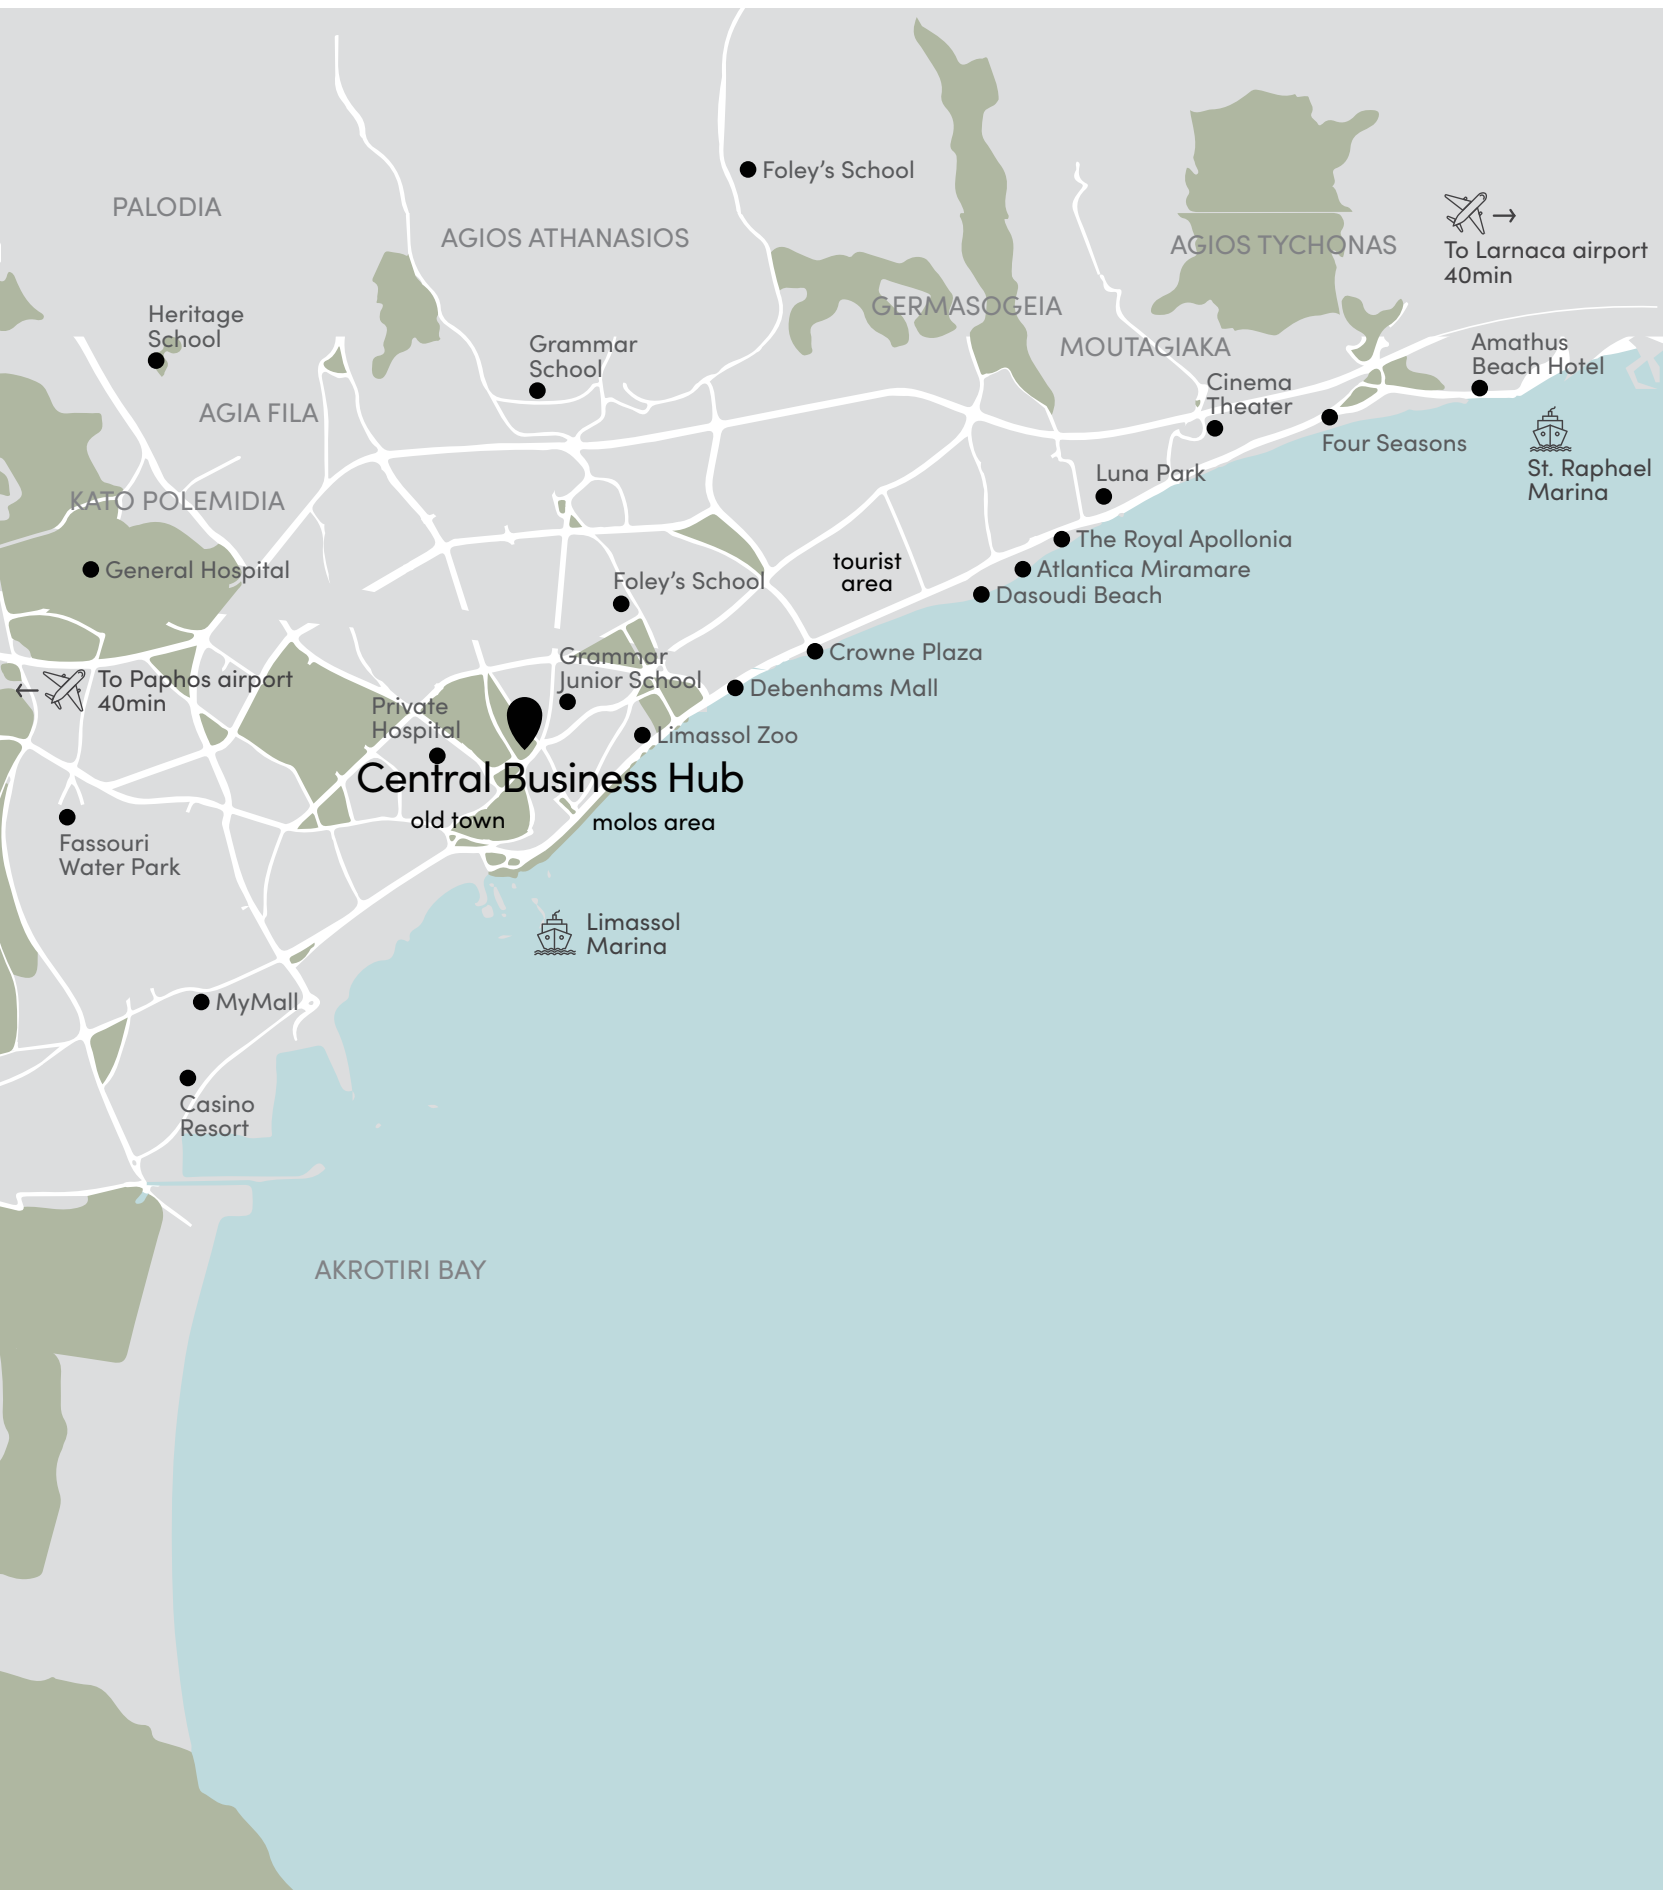 Foley’s School
PALODIA
AGIOS ATHANASIOS
AGIOS TYCHONAS
To Larnaca airport
40min
GERMASOGEIA
Heritage
School
Grammar
School
MOUTAGIAKA
Amathus
Beach Hotel
Cinema
Theater
AGIA FILA
Four Seasons
St. Raphael
Marina
Luna Park
KATO POLEMIDIA
The Royal Apollonia
tourist
area
General Hospital
Atlantica Miramare
Foley’s School
Dasoudi Beach
Crowne Plaza
Grammar
Junior School
To Paphos airport
40min
Debenhams Mall
Private
Hospital
Limassol Zoo
Central Business Hub
old town
molos area
Fassouri
Water Park
Limassol
Marina
MyMall
Casino
Resort
AKROTIRI BAY